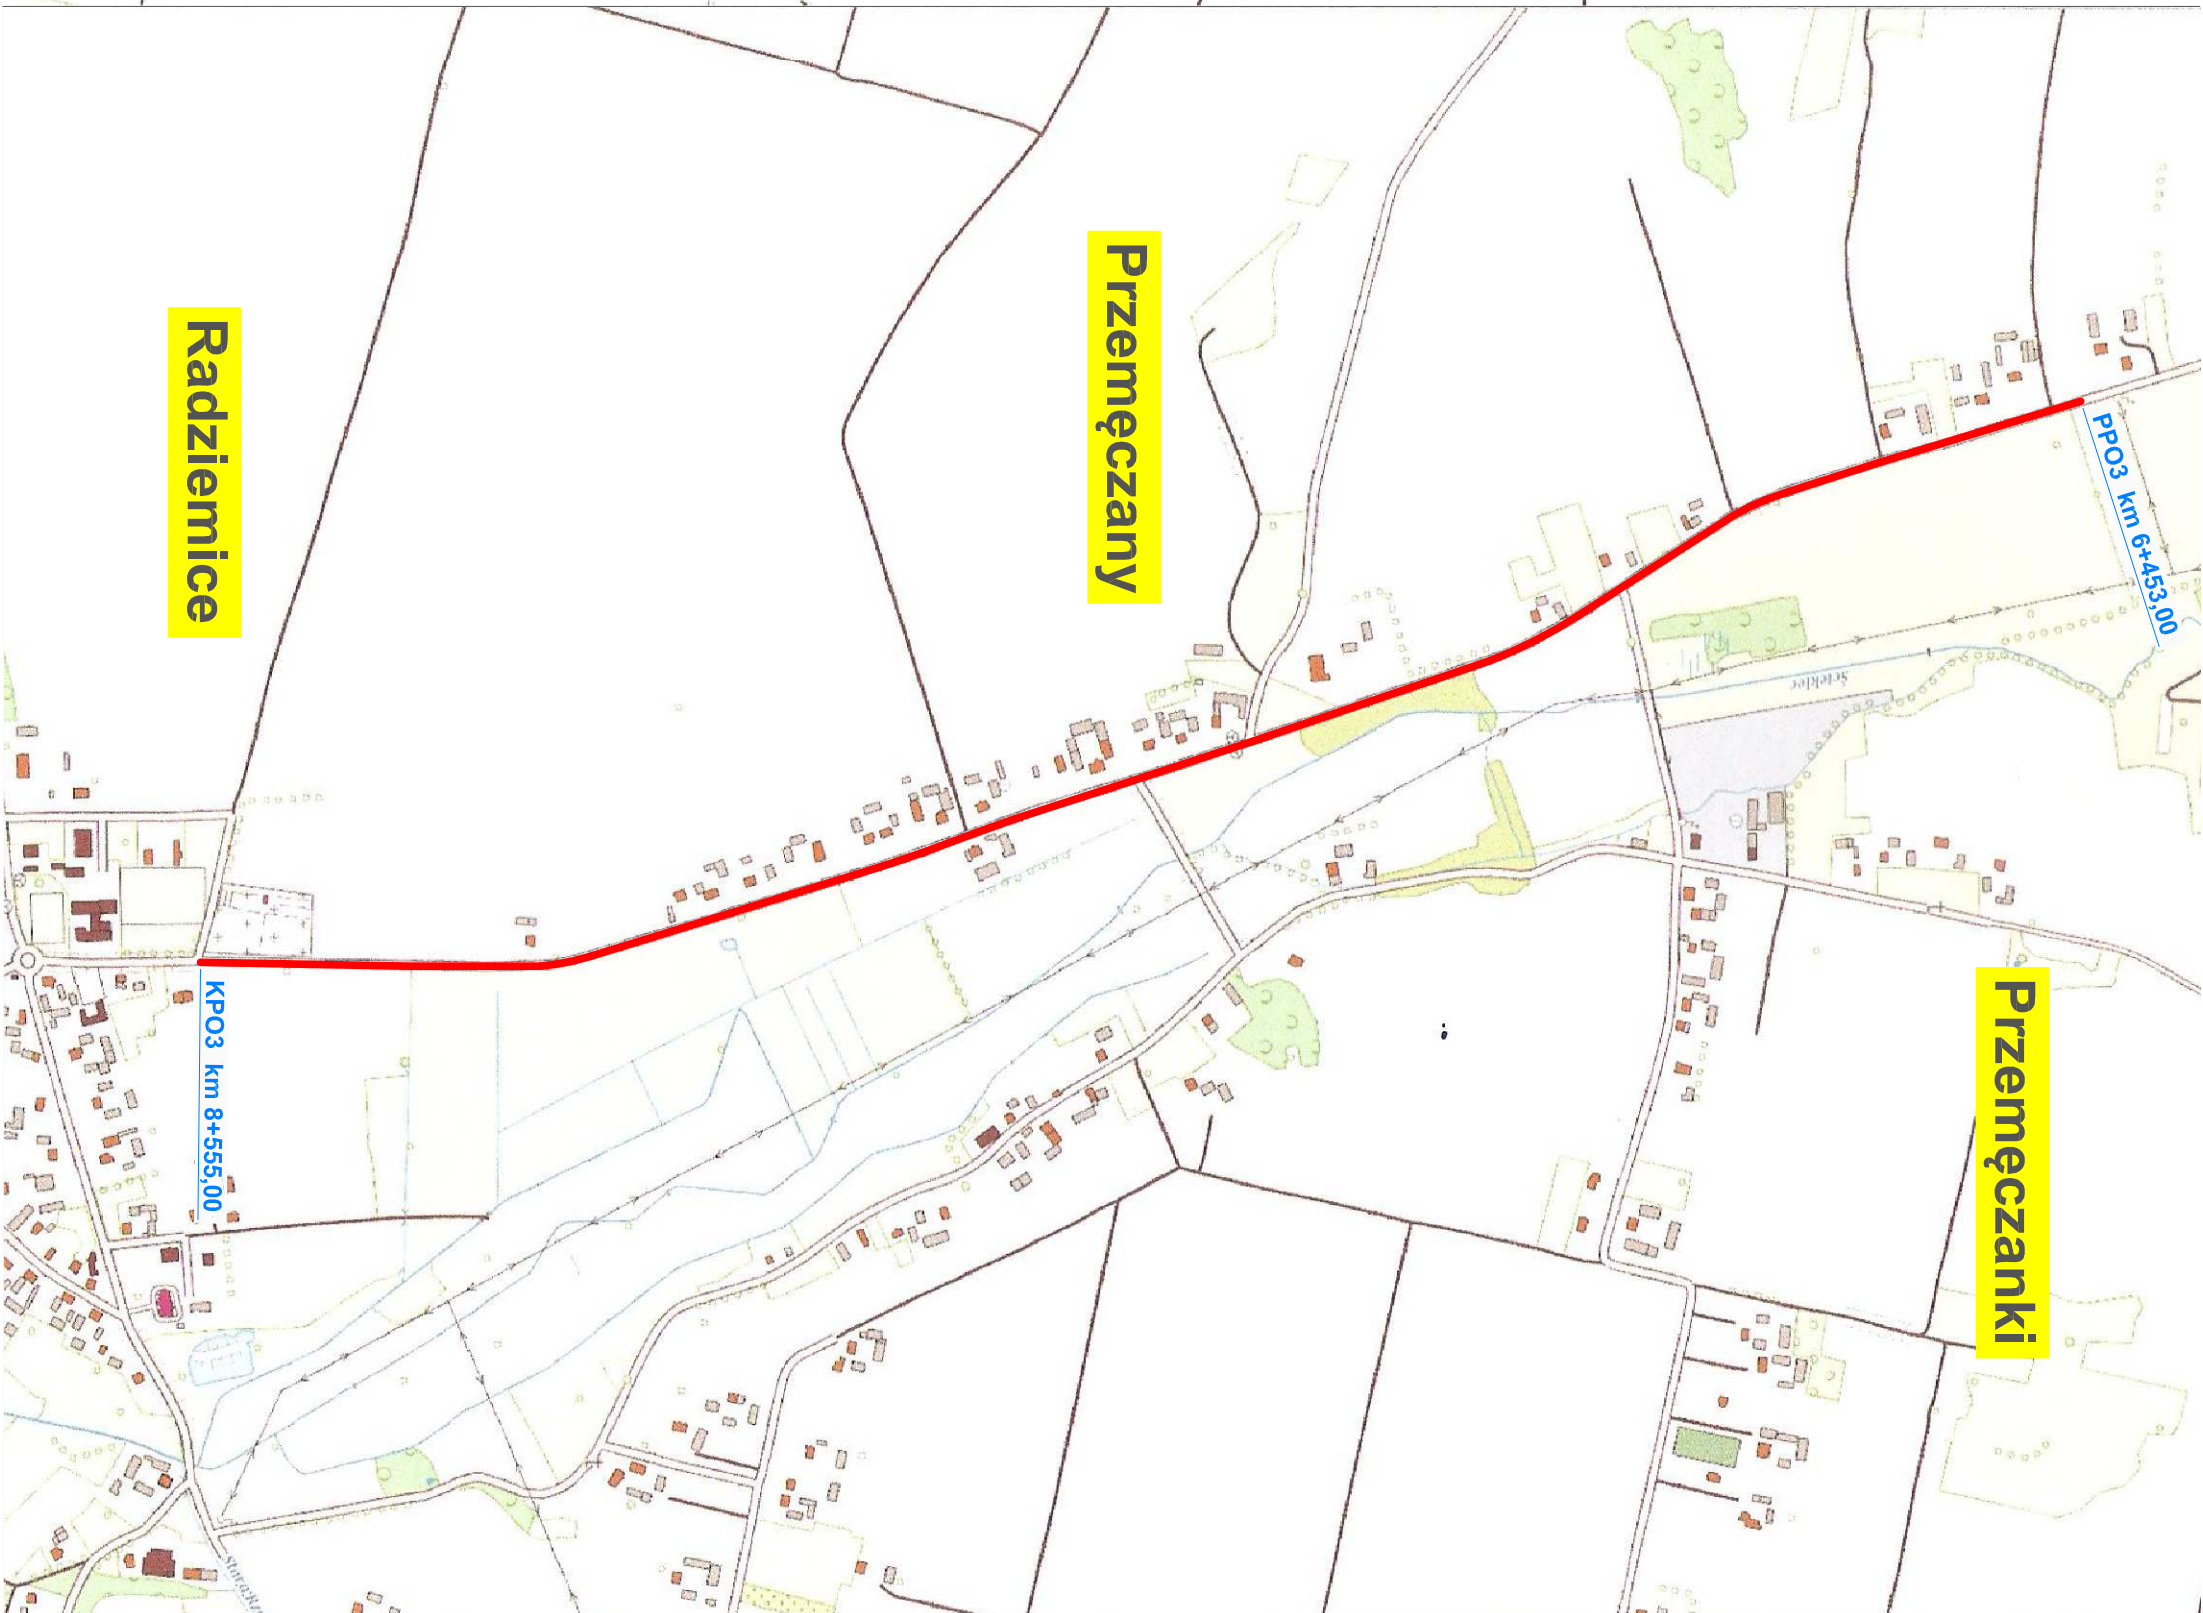 PPO3 km 6+453,00
Przemęczany
Radziemice
Przemęczanki
KPO3 km 8+555,00